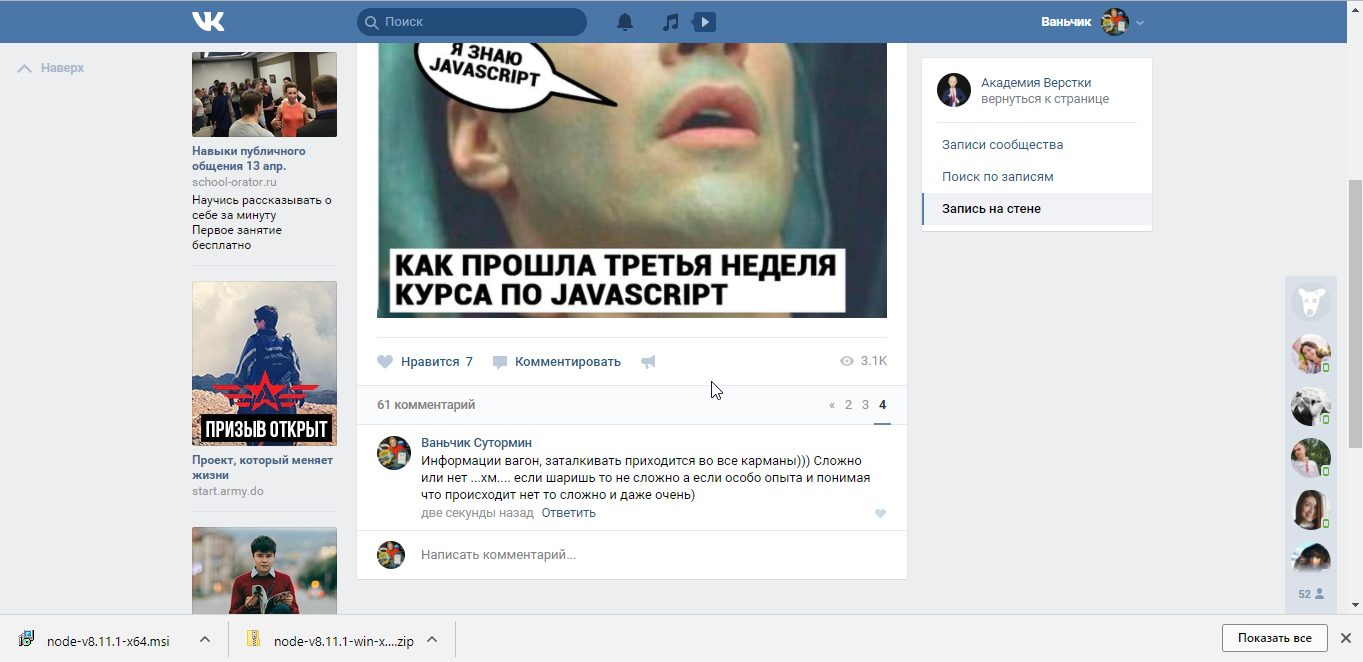 Поиск
Ваньчик
Наверх
Навыки публичного
общения 13 апр.
school-orator.ru
Научись рассказывать о
себе за минуту
Первое занятие
бесплатно
ПРИЗЫВ ОТКРЫТ
Проект, который меняет
жизни
start.army.do
Я ЗНАЮ
JAVASCRIPT
КАК ПРОШЛА ТРЕТЬЯ НЕДЕЛЯ
КУРСА ПО JAVASCRIPT
Нравится 7 Комментировать 3.1K
61 комментарий « 2 3 4
Ваньчик Сутормин
Информации вагон, заталкивать приходится во все карманы))) Сложно
или нет ...хм.... если шаришь то не сложно а если особо опыта и понимая
что происходит нет то сложно и даже очень)
две секунды назад Ответить
Написать комментарий...
Академия Верстки
вернуться к странице
Записи сообщества
Поиск по записям
Запись на стене
52
node-v8.11.1-x64.msi
node-v8.11.1-win-x....zip
Показать все